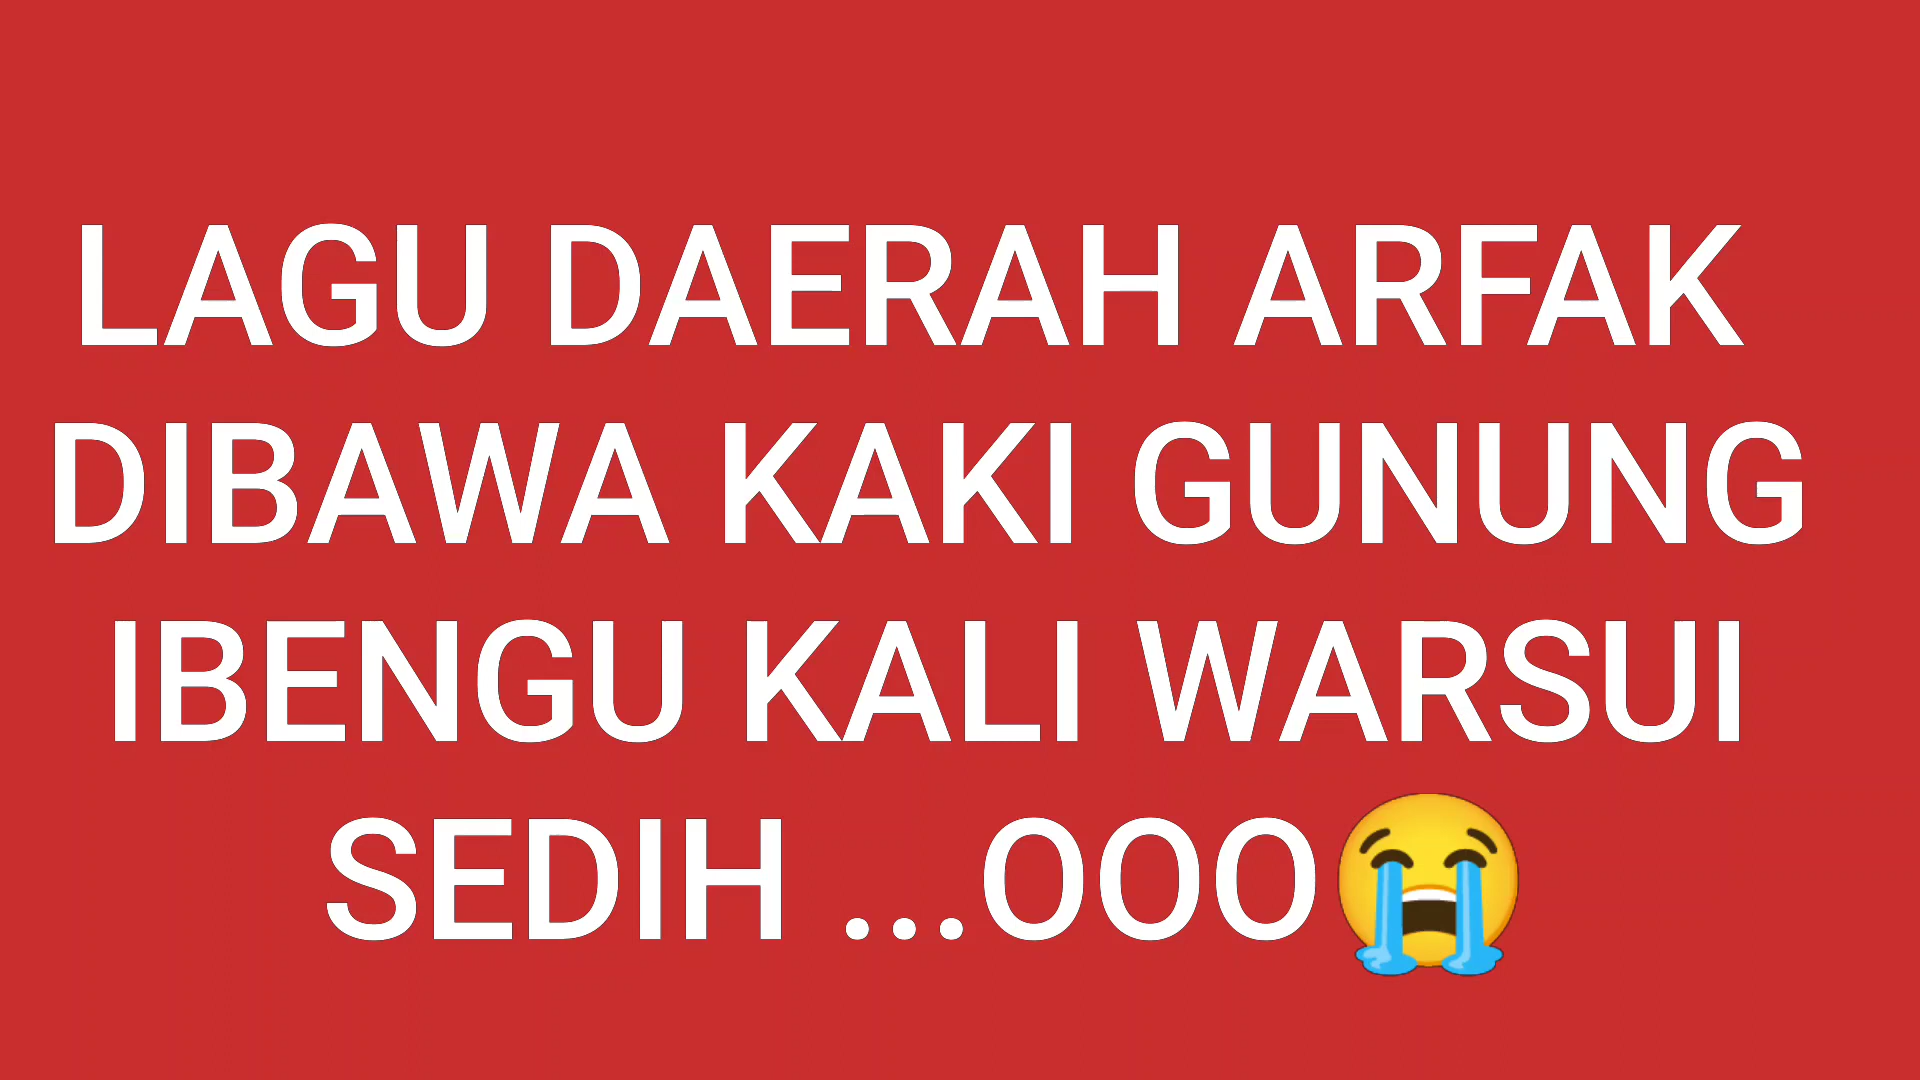 LAGU DAERAH ARFAK
DIBAWA KAKI GUNUNG
IBENGU KALI WARSUI
SEDIH ...OOO😭